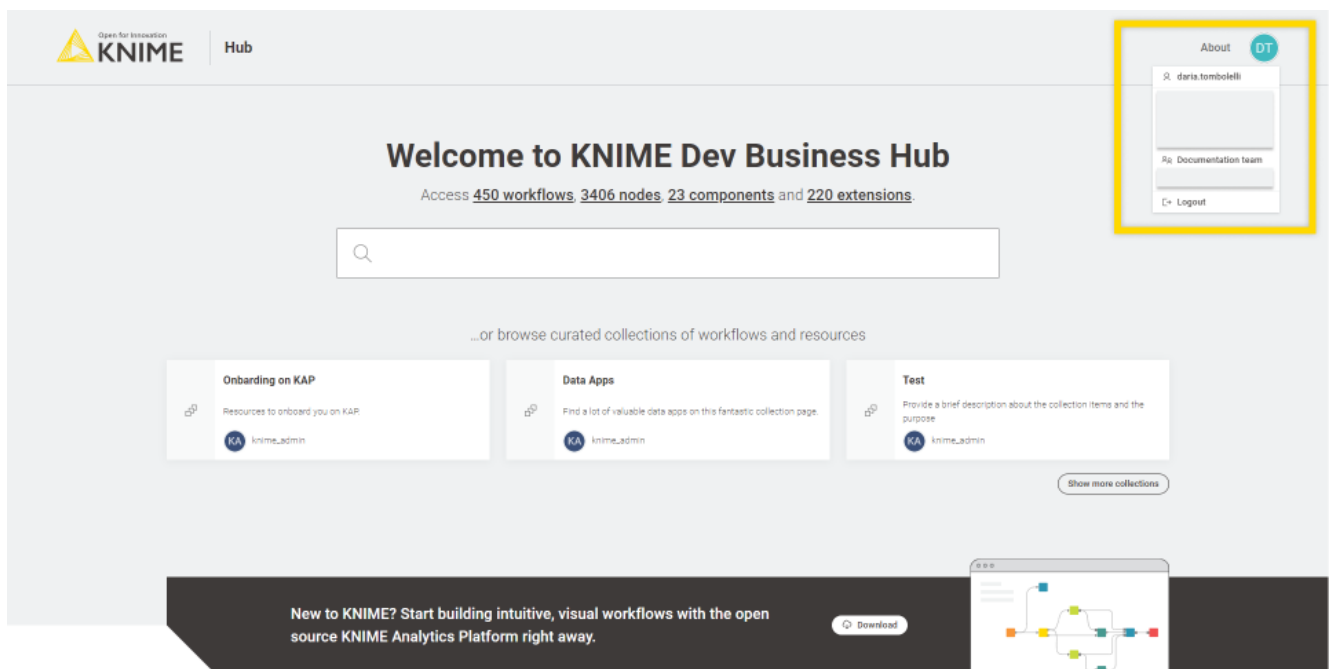 Open for Innovation
KNIME
Hub
About
DT
daria.tombolelli
Documentation team
Logout
Welcome to KNIME Dev Business Hub
Access 450 workflows, 3406 nodes, 23 components and 220 extensions.
...or browse curated collections of workflows and resources
Onbarding on KAP
Resources to onboard you on KAP.
KA knime_admin
Data Apps
Find a lot of valuable data apps on this fantastic collection page.
KA knime_admin
Test
Provide a brief description about the collection items and the
purpose
KA knime_admin
Show more collections
New to KNIME? Start building intuitive, visual workflows with the open
source KNIME Analytics Platform right away.
Download